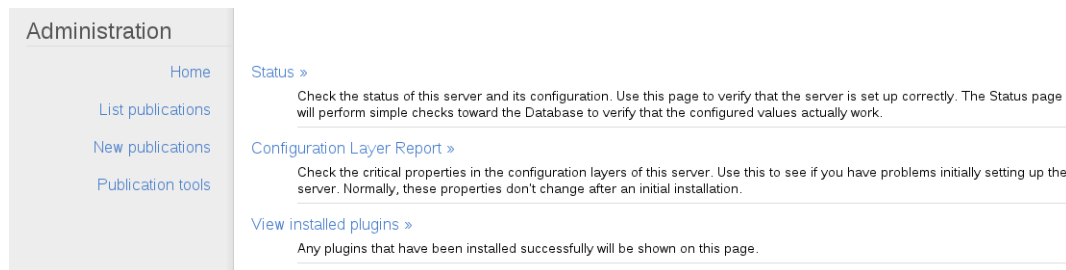 Administration
Home
List publications
New publications
Publication tools
Status »
Check the status of this server and its configuration. Use this page to verify that the server is set up correctly. The Status page
will perform simple checks toward the Database to verify that the configured values actually work.
Configuration Layer Report »
Check the critical properties in the configuration layers of this server. Use this to see if you have problems initially setting up the
server. Normally, these properties don't change after an initial installation.
View installed plugins »
Any plugins that have been installed successfully will be shown on this page.